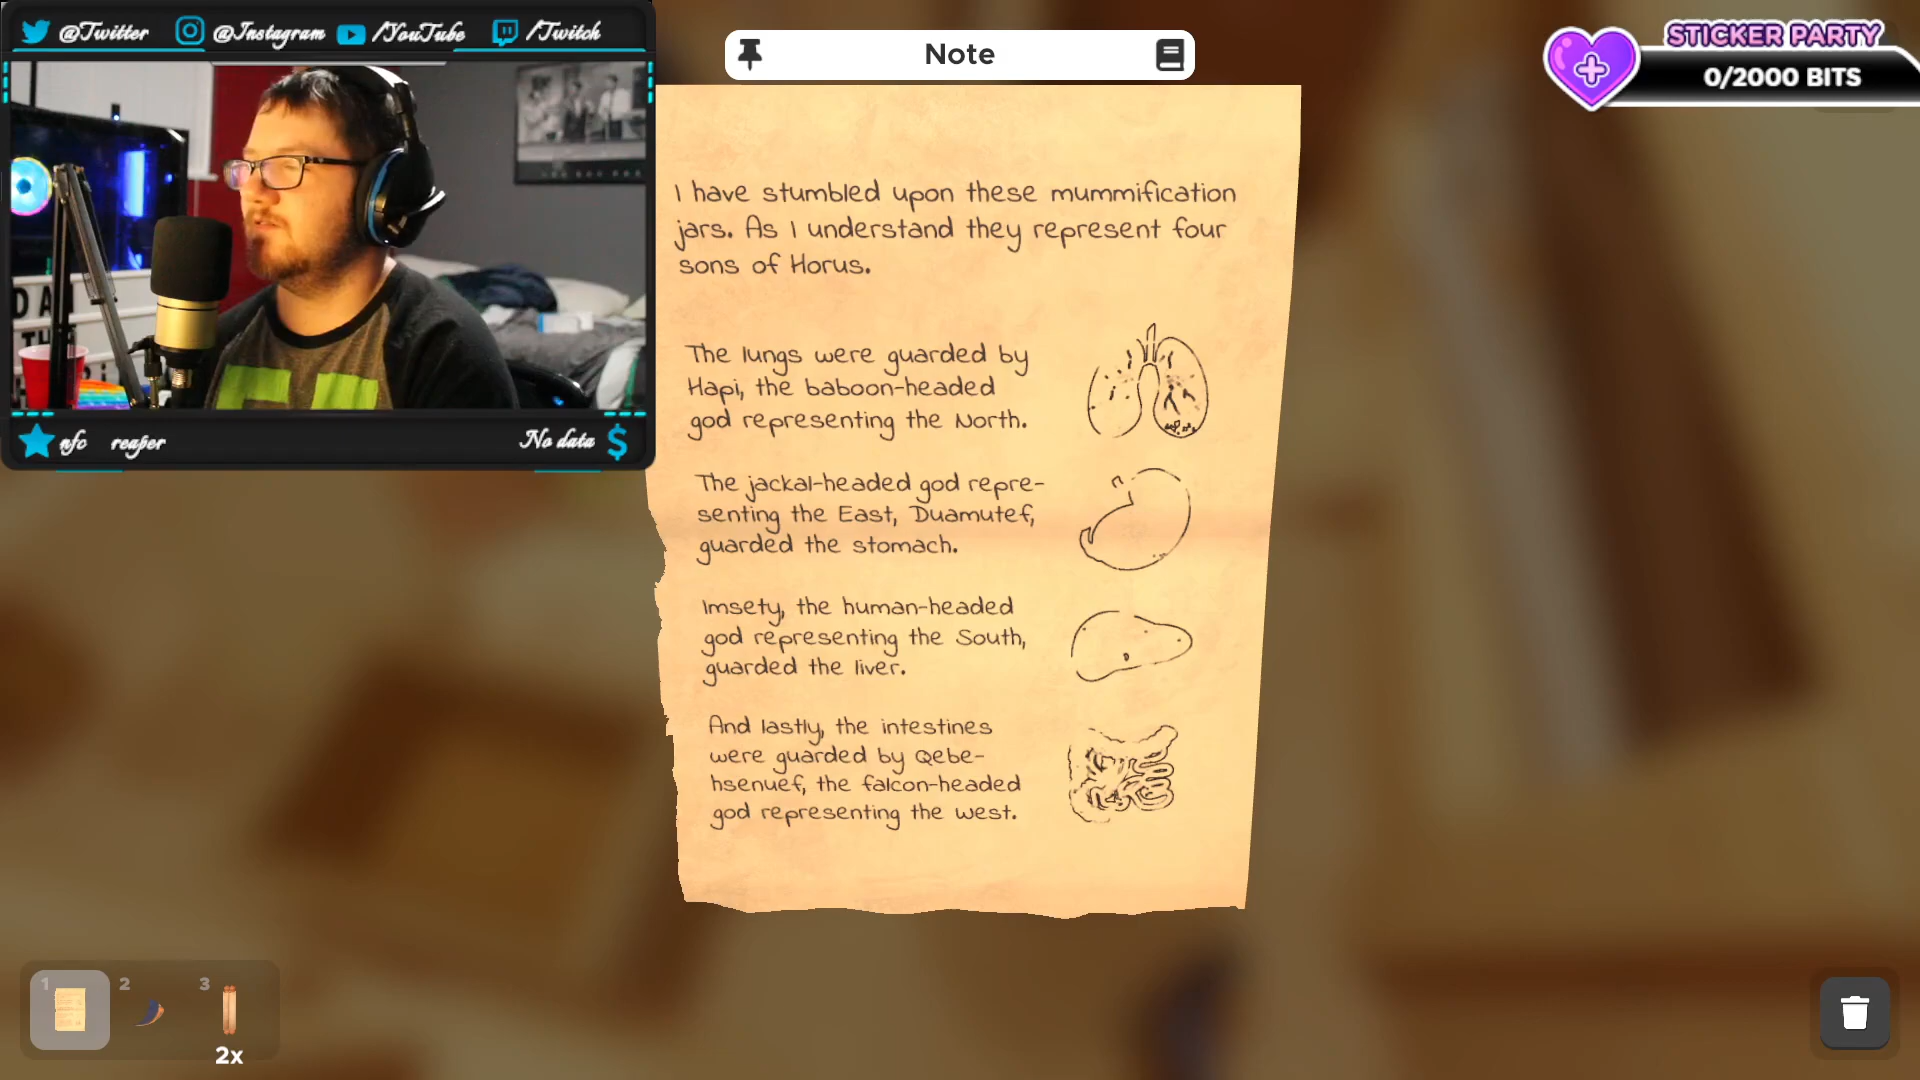 @Twitter @Instagram /YouTube /Twitch
nfc reaper No data $
Note
STICKER PARTY
0/2000 BITS
I have stumbled upon these mummification
jars. As I understand they represent four
sons of Horus.
The lungs were guarded by
Hapi, the baboon-headed
god representing the North.
The jackal-headed god repre-
senting the East, Duamutef,
guarded the stomach.
Imsety, the human-headed
god representing the South,
guarded the liver.
And lastly, the intestines
were guarded by Qebe-
hsenuef, the falcon-headed
god representing the west.
1 2 3
2x